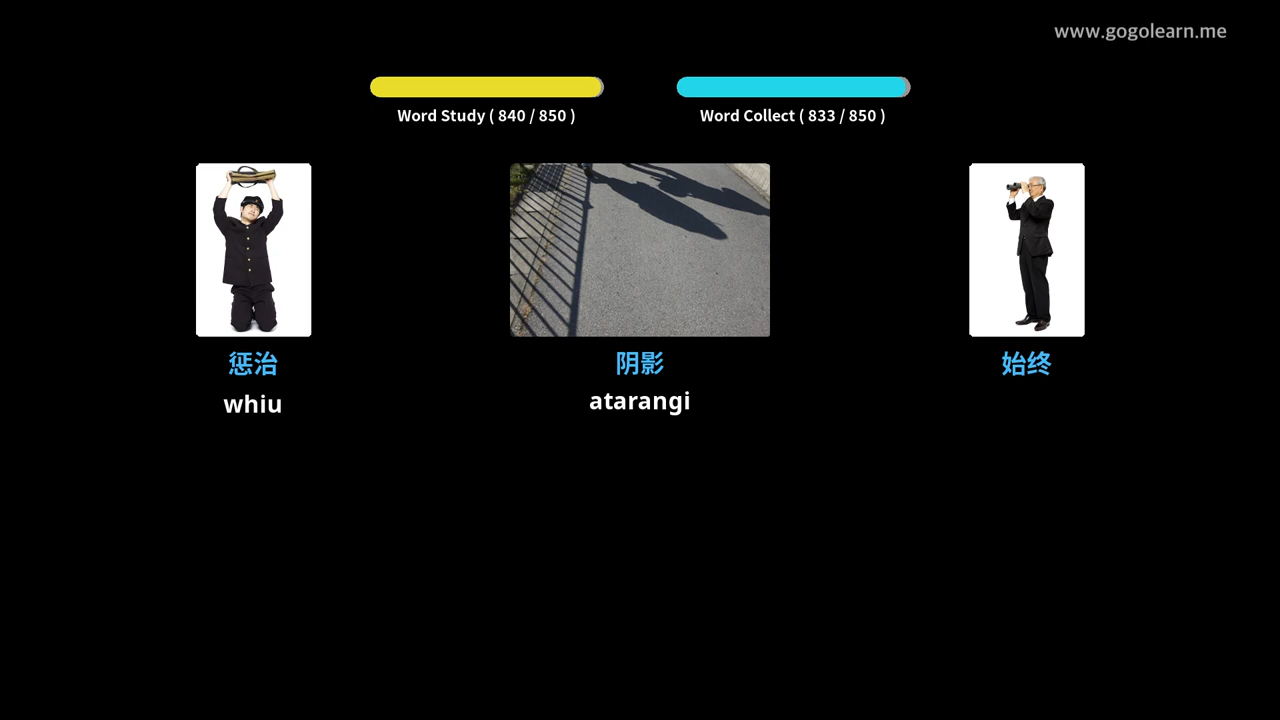 www.gogolearn.me
Word Study ( 840 / 850 )
Word Collect ( 833 / 850 )
惩治
阴影
始终
whiu
atarangi